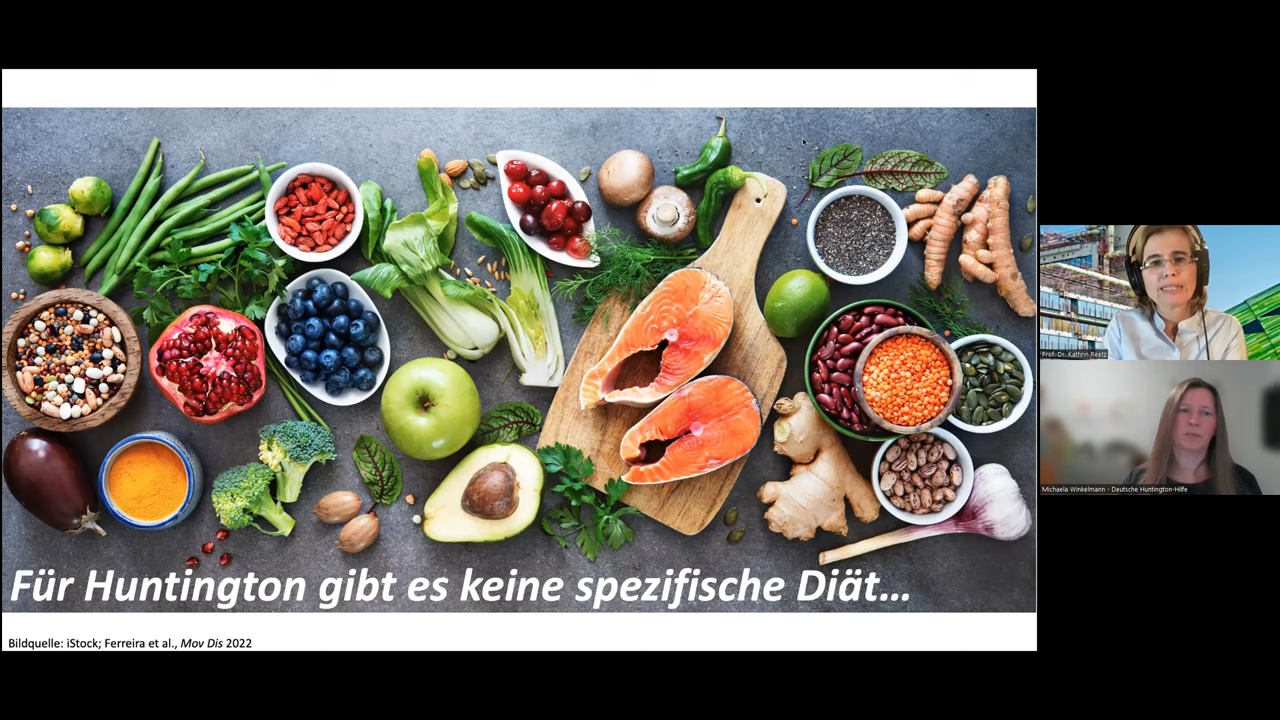 Für Huntington gibt es keine spezifische Diät...
Bildquelle: iStock; Ferreira et al., Mov Dis 2022
Prof. Dr. Kathrin Reetz
Michaela Winkelmann - Deutsche Huntington-Hilfe